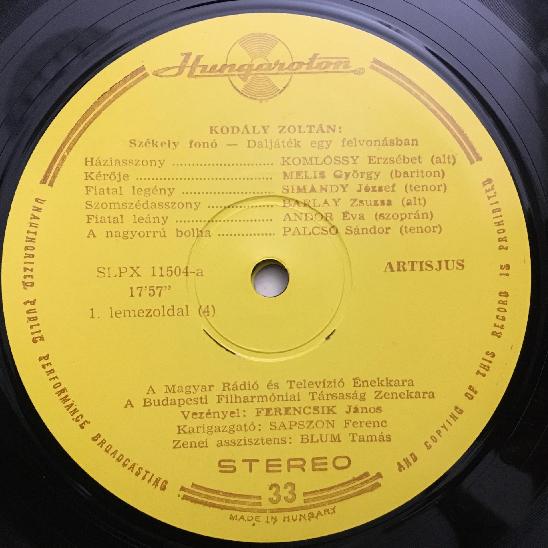 Hungaroton
KODÁLY ZOLTÁN:
Székely fonó — Daljáték egy felvonásban
Háziasszony ........................ KOMLÓSSY Erzsébet (alt)
Kérője ........................ MELIS György (bariton)
Fiatal legény ........................ SIMÁNDY József (tenor)
Szomszédasszony ........................ BARLAY Zsuzsa (alt)
Fiatal leány ........................ ANDOR Éva (szoprán)
A nagyorrú bolha ........................ PALCSÓ Sándor (tenor)
SLPX 11504-a
ARTISJUS
17'57"
1. lemezoldal (4)
A Magyar Rádió és Televízió Énekkara
A Budapesti Filharmóniai Társaság Zenekara
Vezényel: FERENCSIK János
Karigazgató: SAPSZON Ferenc
Zenei asszisztens: BLUM Tamás
STEREO
33
MADE IN HUNGARY
UNAUTHORIZED PUBLIC PERFORMANCE BROADCASTING AND COPYING OF THIS RECORD IS PROHIBITED